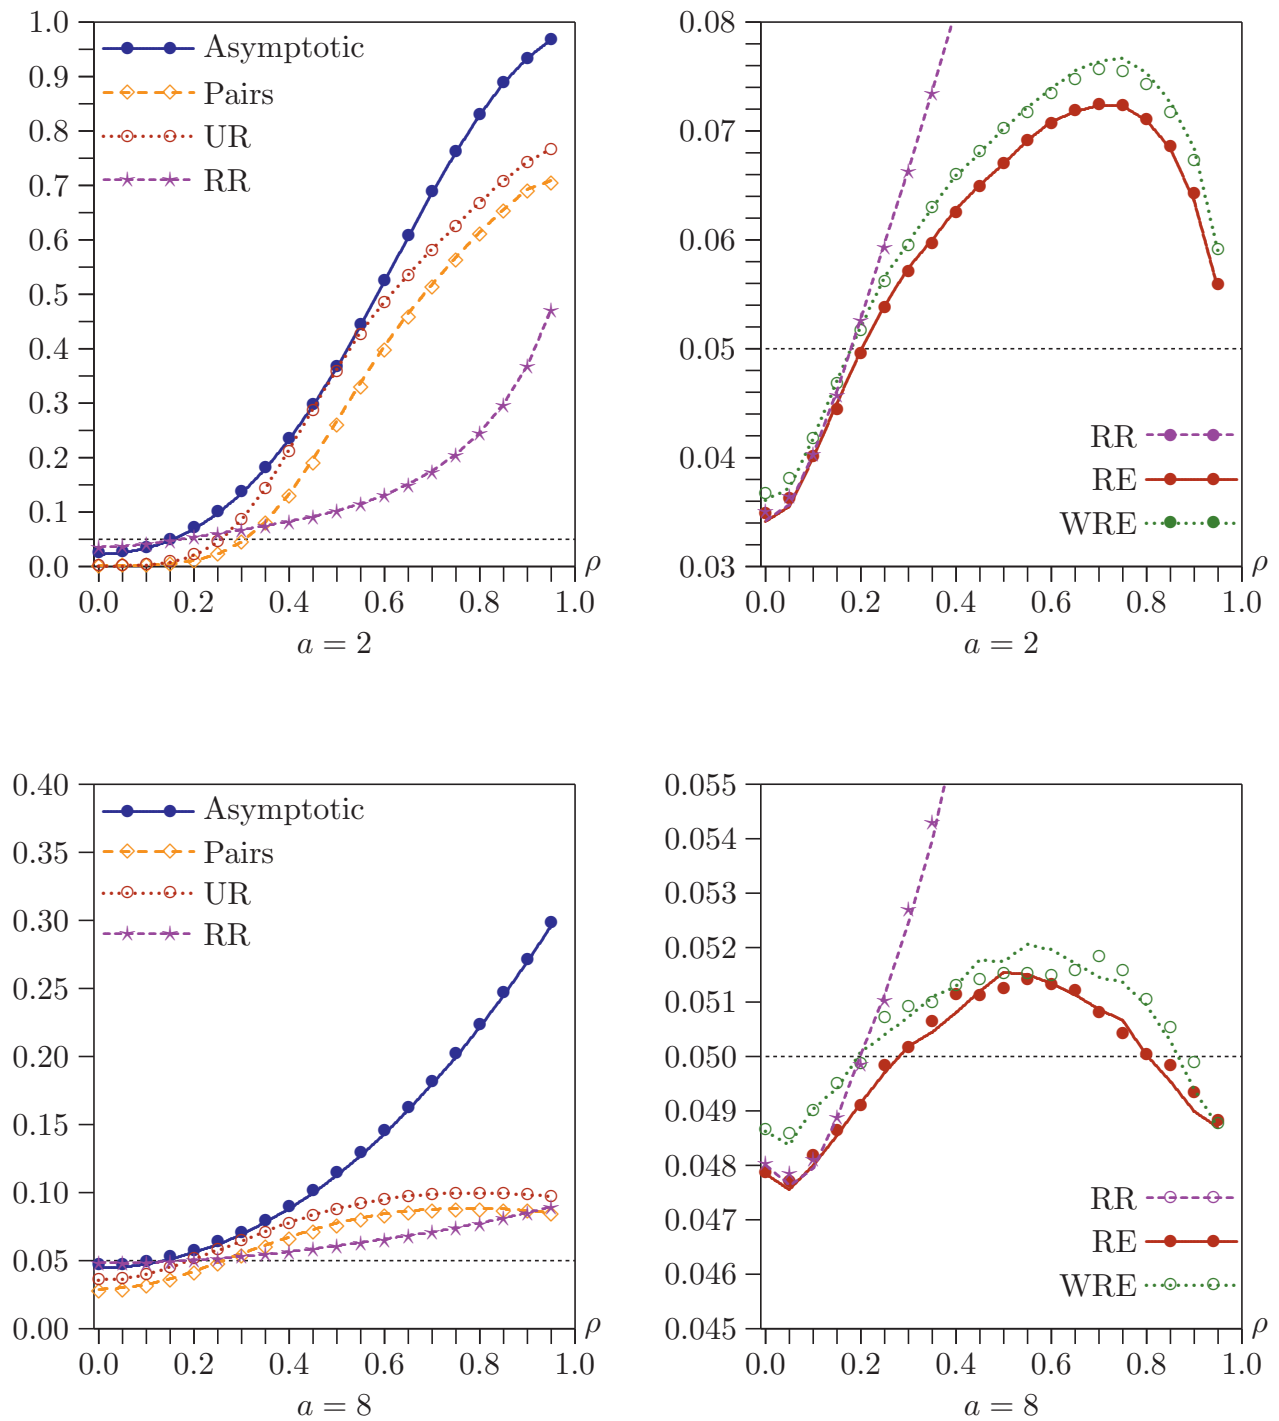 1.0
0.9
0.8
0.7
0.6
0.5
0.4
0.3
0.2
0.1
0.0
Asymptotic
Pairs
UR
RR
0.0 0.2 0.4 0.6 0.8 1.0 ρ
a = 2
0.08
0.07
0.06
0.05
0.04
0.03
RR
RE
WRE
0.0 0.2 0.4 0.6 0.8 1.0 ρ
a = 2
0.40
0.35
0.30
0.25
0.20
0.15
0.10
0.05
0.00
Asymptotic
Pairs
UR
RR
0.0 0.2 0.4 0.6 0.8 1.0 ρ
a = 8
0.055
0.054
0.053
0.052
0.051
0.050
0.049
0.048
0.047
0.046
0.045
RR
RE
WRE
0.0 0.2 0.4 0.6 0.8 1.0 ρ
a = 8